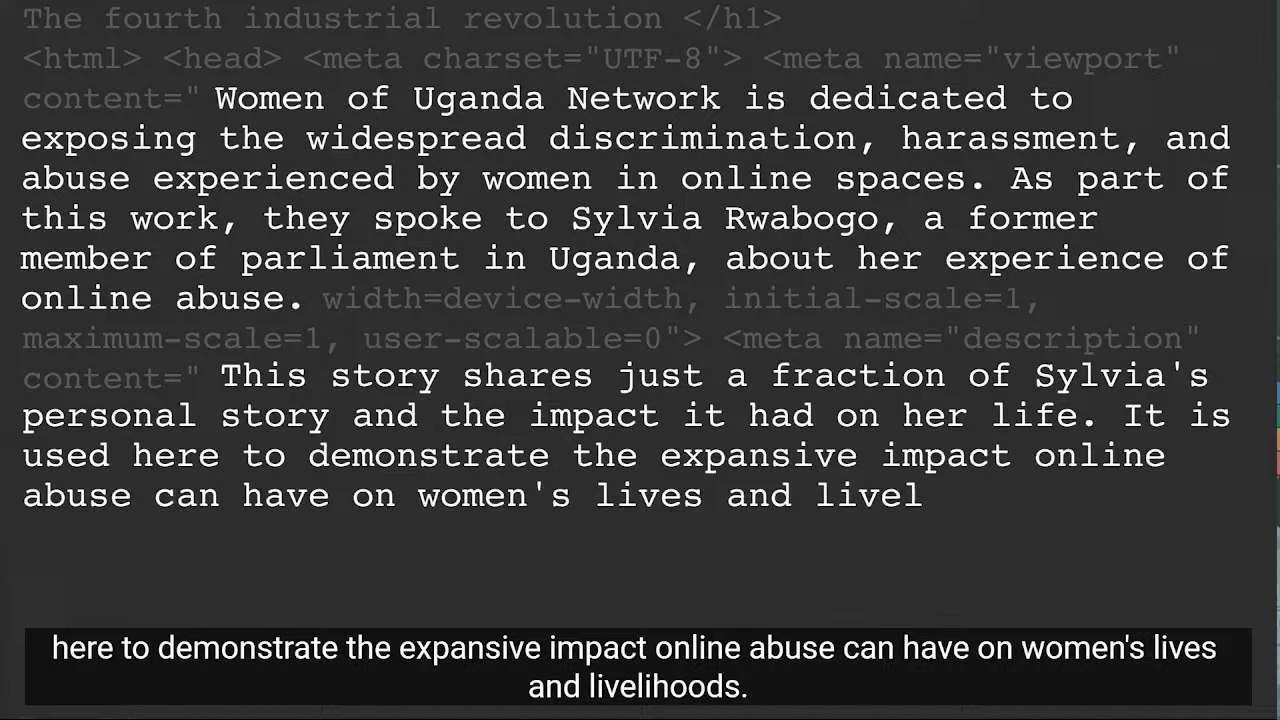 The fourth industrial revolution </h1>
<html> <head> <meta charset="UTF-8"> <meta name="viewport"
content=" Women of Uganda Network is dedicated to
exposing the widespread discrimination, harassment, and
abuse experienced by women in online spaces. As part of
this work, they spoke to Sylvia Rwabogo, a former
member of parliament in Uganda, about her experience of
online abuse. width=device-width, initial-scale=1,
maximum-scale=1, user-scalable=0"> <meta name="description"
content=" This story shares just a fraction of Sylvia's
personal story and the impact it had on her life. It is
used here to demonstrate the expansive impact online
abuse can have on women's lives and livel
here to demonstrate the expansive impact online abuse can have on women's lives
and livelihoods.